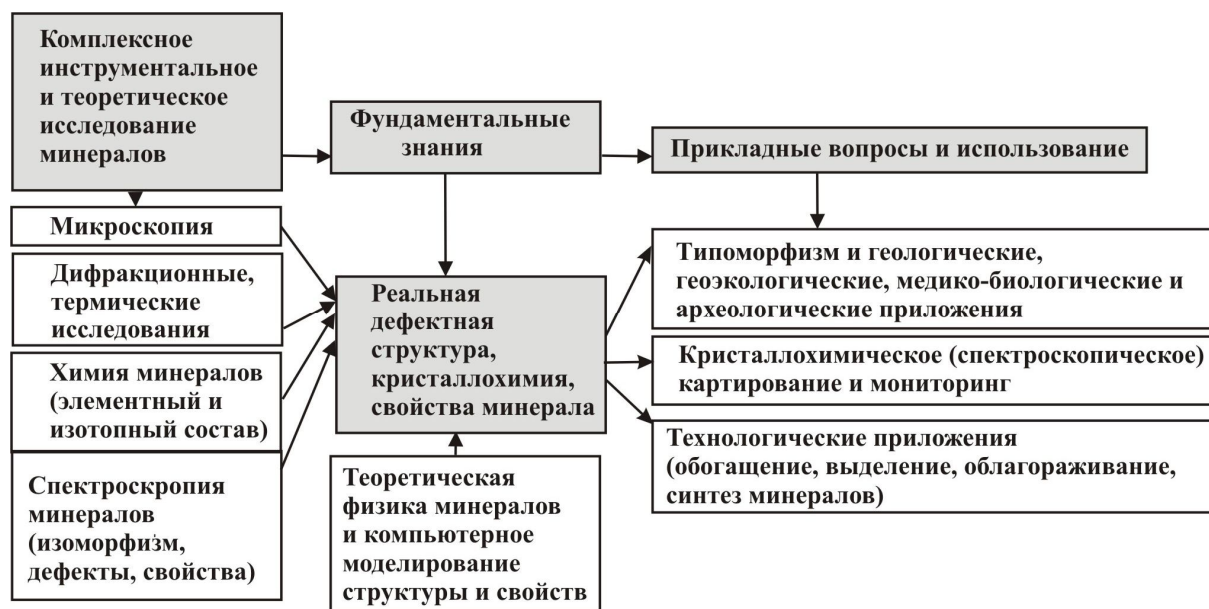 Комплексное
инструментальное
и теоретическое
исследование
минералов
Фундаментальные
знания
Прикладные вопросы и использование
Микроскопия
Дифракционные,
термические
исследования
Химия минералов
(элементный и
изотопный состав)
Спектроскропия
минералов
(изоморфизм,
дефекты, свойства)
Реальная
дефектная
структура,
кристаллохимия,
свойства минерала
Теоретическая
физика минералов
и компьютерное
моделирование
структуры и свойств
Типоморфизм и геологические,
геоэкологические, медико-биологические и
археологические приложения
Кристаллохимическое (спектроскопическое)
картирование и мониторинг
Технологические приложения
(обогащение, выделение, облагораживание,
синтез минералов)